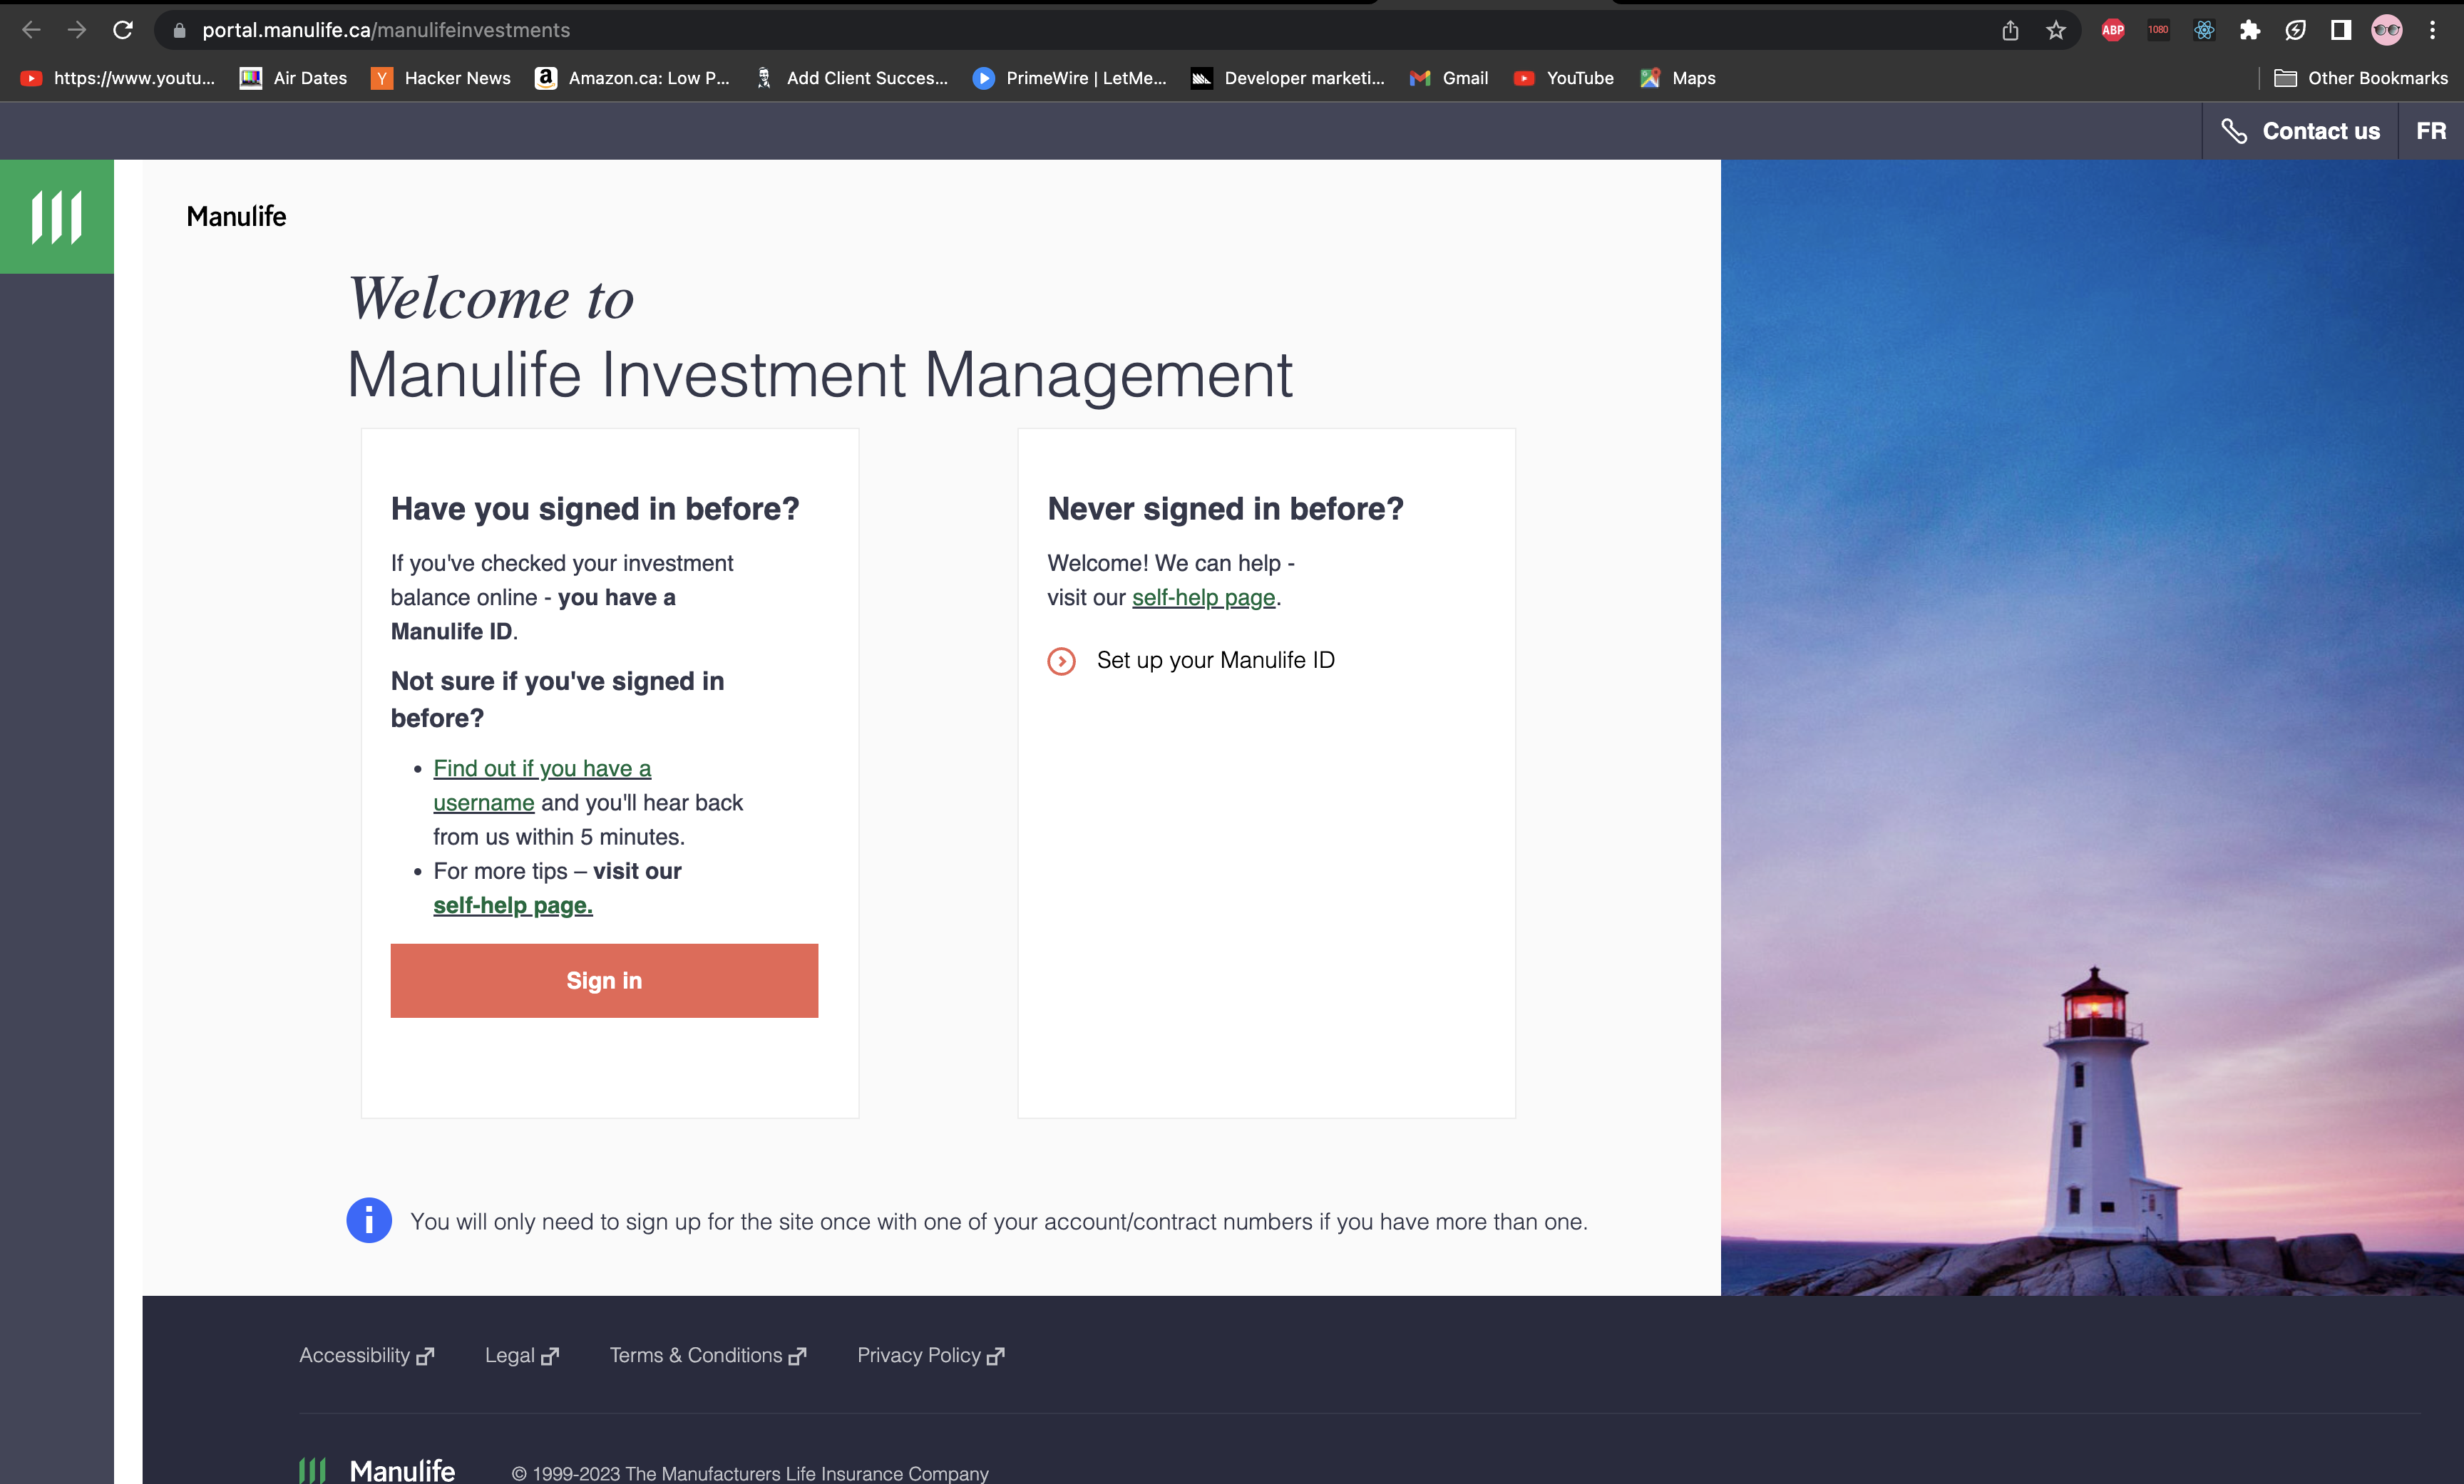 portal.manulife.ca/manulifeinvestments
ABP
1080
https://www.youtu...
Air Dates
Y
Hacker News
a
Amazon.ca: Low P...
Add Client Succes...
PrimeWire | LetMe...
Developer marketi...
Gmail
YouTube
Maps
Other Bookmarks
Contact us
FR
Manulife
Welcome to
Manulife Investment Management
Have you signed in before?
If you've checked your investment
balance online - you have a
Manulife ID.
Not sure if you've signed in
before?
• Find out if you have a
username and you'll hear back
from us within 5 minutes.
• For more tips – visit our
self-help page.
Sign in
Never signed in before?
Welcome! We can help -
visit our self-help page.
Set up your Manulife ID
i
You will only need to sign up for the site once with one of your account/contract numbers if you have more than one.
Accessibility
Legal
Terms & Conditions
Privacy Policy
Manulife
© 1999-2023 The Manufacturers Life Insurance Company